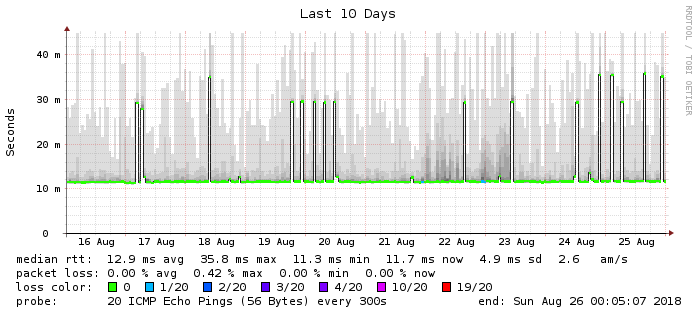 Last 10 Days
RRDTOOL / TOBI OETIKER
Seconds
40 m
30 m
20 m
10 m
0
16 Aug 17 Aug 18 Aug 19 Aug 20 Aug 21 Aug 22 Aug 23 Aug 24 Aug 25 Aug
median rtt: 12.9 ms avg 35.8 ms max 11.3 ms min 11.7 ms now 4.9 ms sd 2.6 am/s
packet loss: 0.00 % avg 0.42 % max 0.00 % min 0.00 % now
loss color: 0 1/20 2/20 3/20 4/20 10/20 19/20
probe: 20 ICMP Echo Pings (56 Bytes) every 300s end: Sun Aug 26 00:05:07 2018